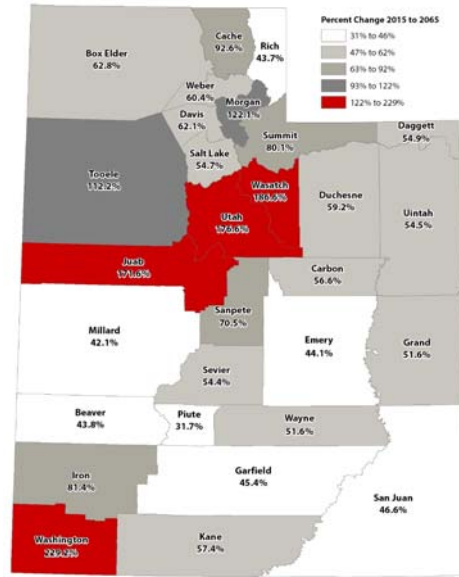 Percent Change 2015 to 2065
31% to 46%
47% to 62%
63% to 92%
93% to 122%
122% to 229%
Cache
92.6%
Rich
43.7%
Box Elder
62.8%
Weber
60.4%
Morgan
122.1%
Davis
62.1%
Summit
80.1%
Daggett
54.9%
Salt Lake
54.7%
Tooele
112.2%
Wasatch
186.6%
Duchesne
59.2%
Uintah
54.5%
Utah
176.6%
Juab
171.6%
Carbon
56.6%
Sanpete
70.5%
Millard
42.1%
Emery
44.1%
Grand
51.6%
Sevier
54.4%
Beaver
43.8%
Piute
31.7%
Wayne
51.6%
Iron
81.4%
Garfield
45.4%
San Juan
46.6%
Washington
229.2%
Kane
57.4%